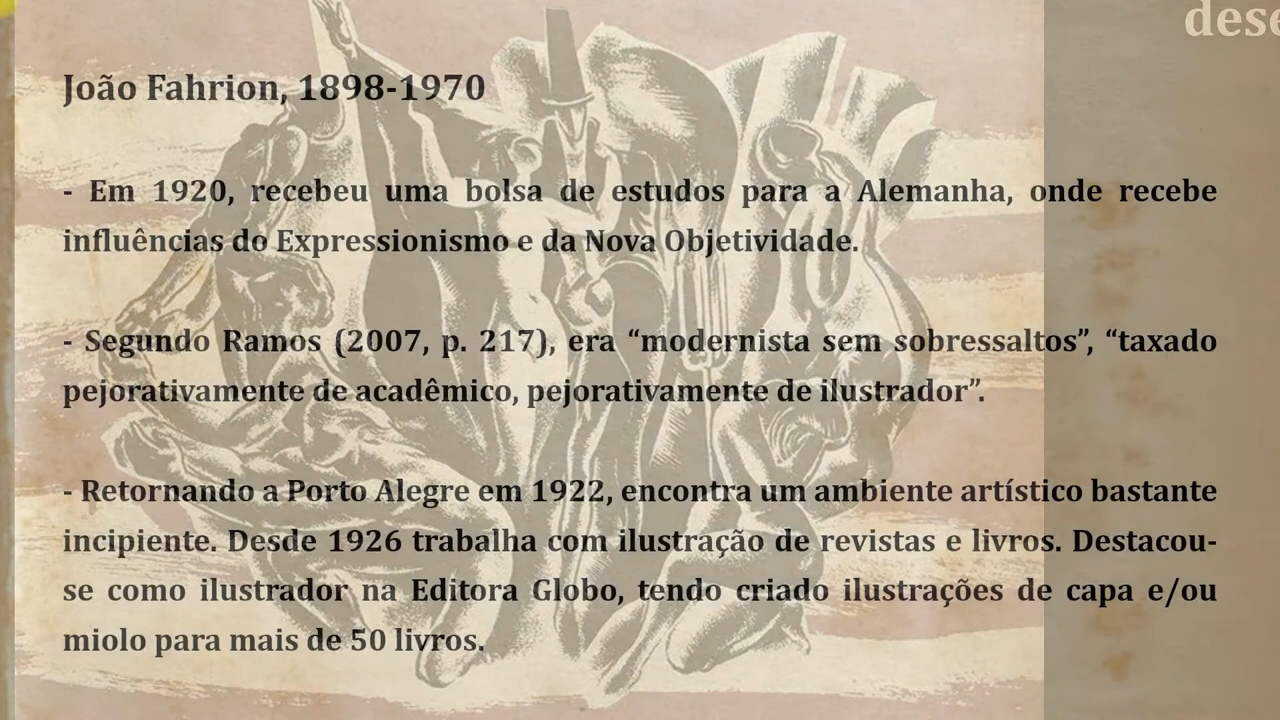 João Fahrion, 1898-1970
- Em 1920, recebeu uma bolsa de estudos para a Alemanha, onde recebe
influências do Expressionismo e da Nova Objetividade.
- Segundo Ramos (2007, p. 217), era “modernista sem sobressaltos”, “taxado
pejorativamente de acadêmico, pejorativamente de ilustrador”.
- Retornando a Porto Alegre em 1922, encontra um ambiente artístico bastante
incipiente. Desde 1926 trabalha com ilustração de revistas e livros. Destacou-
se como ilustrador na Editora Globo, tendo criado ilustrações de capa e/ou
miolo para mais de 50 livros.